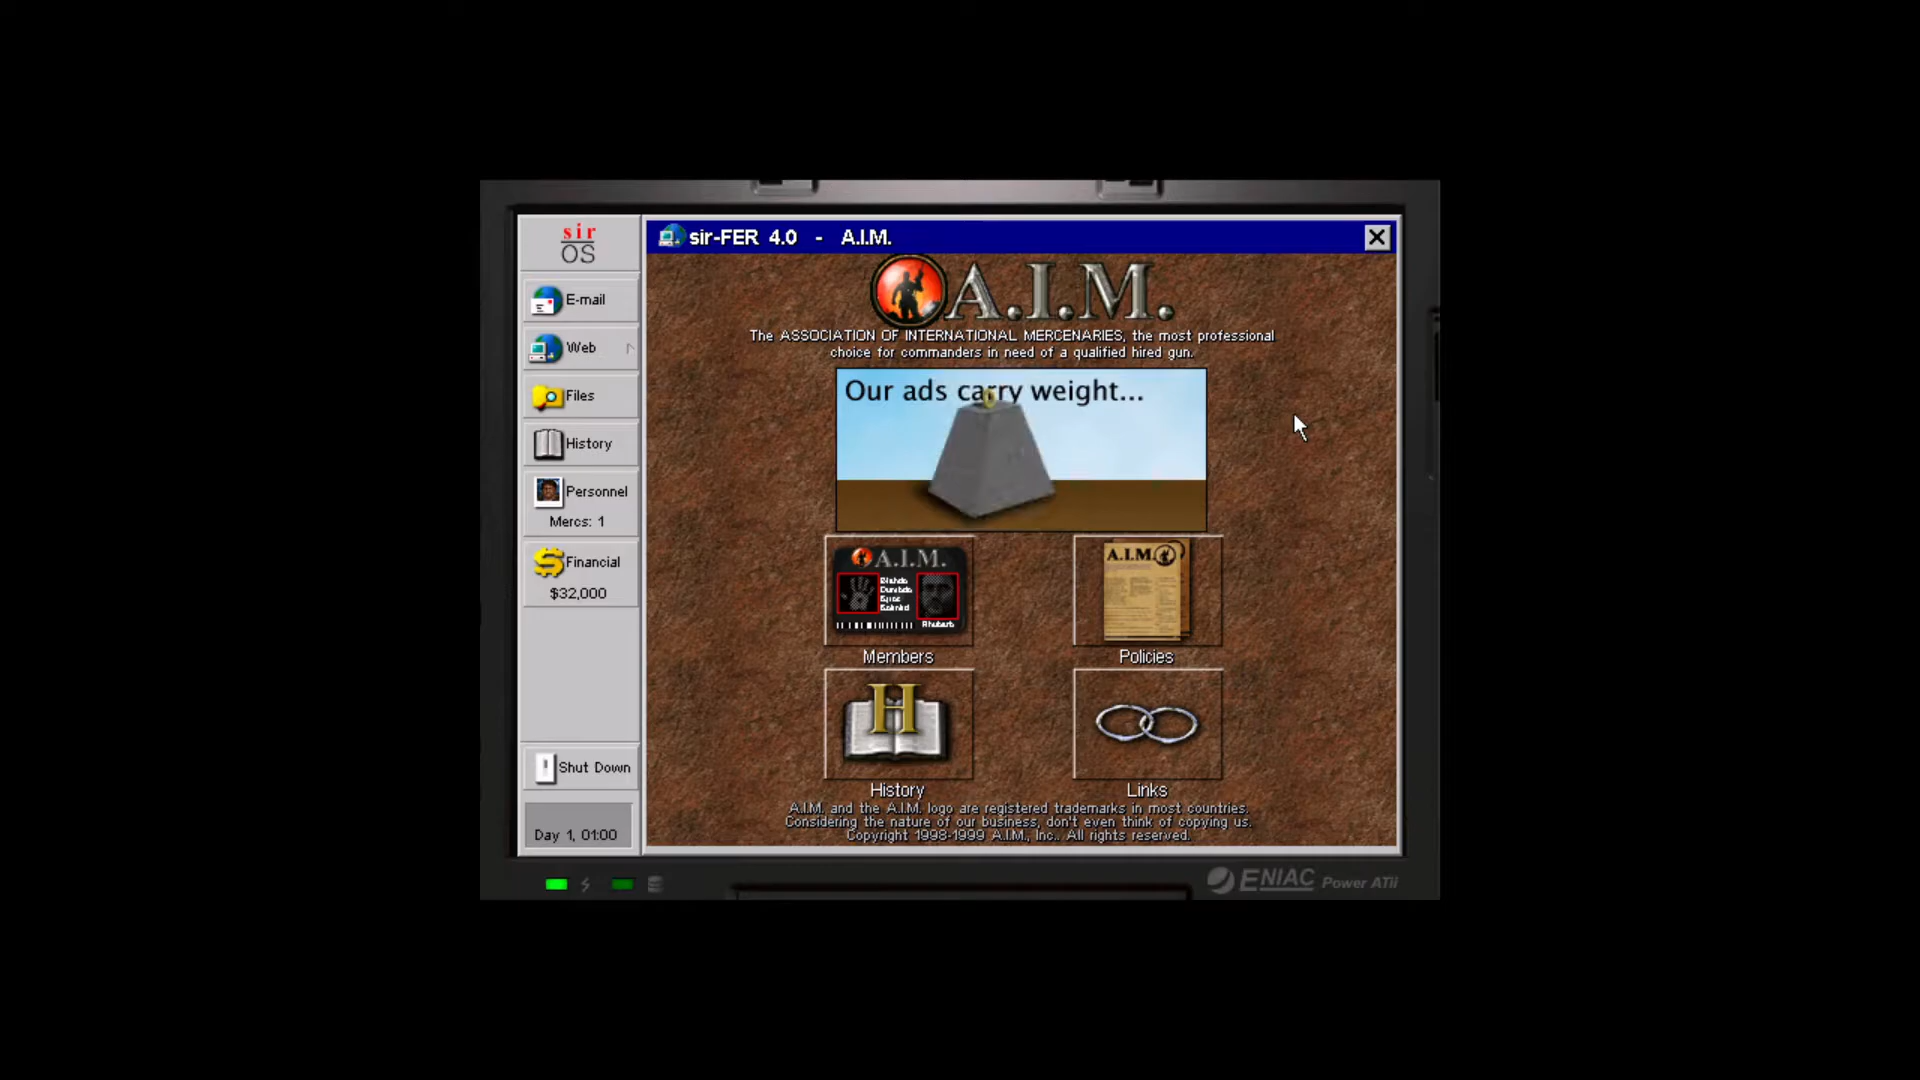 sir
OS
E-mail
Web
Files
History
Personnel
Mercs: 1
Financial
$32,000
Shut Down
Day 1, 01:00
sir-FER 4.0 - A.I.M.
A.I.M.
The ASSOCIATION OF INTERNATIONAL MERCENARIES, the most professional
choice for commanders in need of a qualified hired gun.
Our ads carry weight...
A.I.M.
Rhubarb
Members
A.I.M.
Policies
H
History
Links
A.I.M. and the A.I.M. logo are registered trademarks in most countries.
Considering the nature of our business, don't even think of copying us.
Copyright 1998-1999 A.I.M., Inc.. All rights reserved.
ENIAC Power ATii